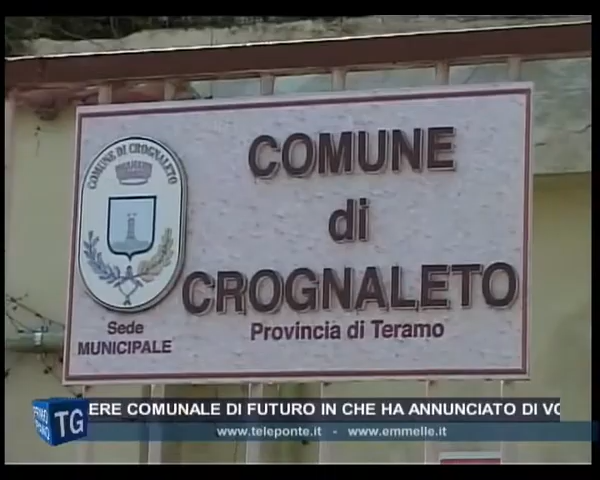 COMUNE DI CROGNALETO
COMUNE
di
CROGNALETO
Sede
MUNICIPALE
Provincia di Teramo
TG
ERE COMUNALE DI FUTURO IN CHE HA ANNUNCIATO DI VO
www.teleponte.it - www.emmelle.it